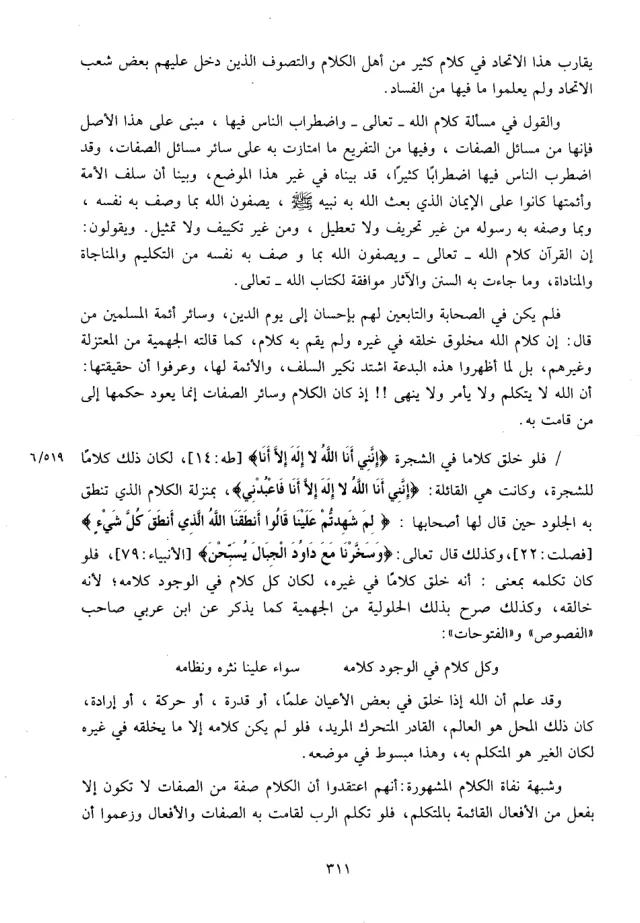 يقارب هذا الاتحاد في كلام كثير من أهل الكلام والتصوف الذين دخل عليهم بعض شعب
الاتحاد ولم يعلموا ما فيها من الفساد.
والقول في مسألة كلام الله ـ تعالى ـ واضطراب الناس فيها ، مبنى على هذا الأصل
فإنها من مسائل الصفات ، وفيها من التفريع ما امتازت به على سائر مسائل الصفات، وقد
اضطرب الناس فيها اضطرابًا كثيرًا، قد بيناه في غير هذا الموضع، وبينا أن سلف الأمة
وأئمتها كانوا على الإيمان الذي بعث الله به نبيه ﷺ ، يصفون الله بما وصف به نفسه ،
وبما وصفه به رسوله من غير تحريف ولا تعطيل ، ومن غير تكييف ولا تمثيل. ويقولون:
إن القرآن كلام الله ـ تعالى ـ ويصفون الله بما و صف به نفسه من التكليم والمناجاة
والمناداة، وما جاءت به السنن والآثار موافقة لكتاب الله ـ تعالى.
فلم يكن في الصحابة والتابعين لهم بإحسان إلى يوم الدين، وسائر أئمة المسلمين من
قال: إن كلام الله مخلوق خلقه في غيره ولم يقم به كلام، كما قالته الجهمية من المعتزلة
وغيرهم، بل لما أظهروا هذه البدعة اشتد نكير السلف، والأئمة لها، وعرفوا أن حقيقتها:
أن الله لا يتكلم ولا يأمر ولا ينهى !! إذ كان الكلام وسائر الصفات إنما يعود حكمها إلى
من قامت به.
/ فلو خلق كلاما في الشجرة ﴿إِنَّنِي أَنَا اللَّهُ لا إِلَهَ إِلاَّ أَنَا﴾ [طه:١٤]، لكان ذلك كلامًا ٦/٥١٩
للشجرة، وكانت هي القائلة: ﴿إِنَّنِي أَنَا اللَّهُ لا إِلَهَ إِلاَّ أَنَا فَاعْبُدْنِي﴾، بمنزلة الكلام الذي تنطق
به الجلود حين قال لها أصحابها : ﴿ لِمَ شَهِدتُّمْ عَلَيْنَا قَالُوا أَنطَقَنَا اللَّهُ الَّذِي أَنطَقَ كُلَّ شَيْءٍ ﴾
[فصلت:٢٢]،وكذلك قال تعالى: ﴿وَسَخَّرْنَا مَعَ دَاوُدَ الْجِبَالَ يُسَبِّحْنَ﴾ [الأنبياء:٧٩]، فلو
كان تكلمه بمعنى : أنه خلق كلامًا في غيره، لكان كل كلام في الوجود كلامه؛ لأنه
خالقه، وكذلك صرح بذلك الحلولية من الجهمية كما يذكر عن ابن عربي صاحب
«الفصوص» و«الفتوحات»:
وكل كلام في الوجود كلامه سواء علينا نثره ونظامه
وقد علم أن الله إذا خلق في بعض الأعيان علمًا، أو قدرة ، أو حركة ، أو إرادة،
كان ذلك المحل هو العالم، القادر المتحرك المريد، فلو لم يكن كلامه إلا ما يخلقه في غيره
لكان الغير هو المتكلم به، وهذا مبسوط في موضعه.
وشبهة نفاة الكلام المشهورة:أنهم اعتقدوا أن الكلام صفة من الصفات لا تكون إلا
بفعل من الأفعال القائمة بالمتكلم، فلو تكلم الرب لقامت به الصفات والأفعال وزعموا أن
٣١١